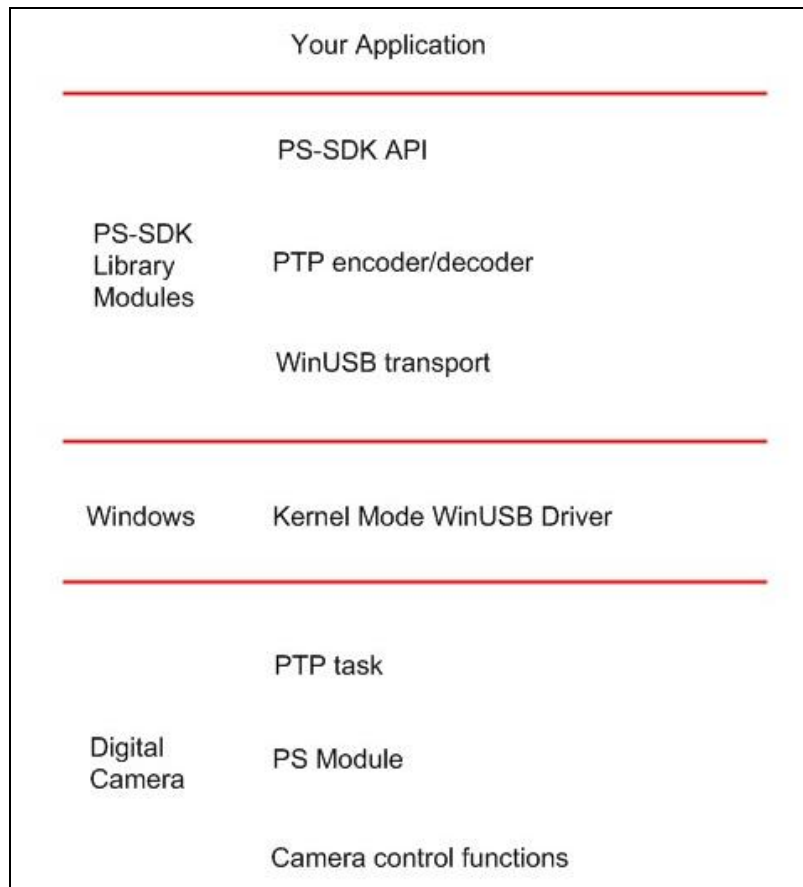 Your Application
PS-SDK API
PS-SDK
Library
Modules
PTP encoder/decoder
WinUSB transport
Windows
Kernel Mode WinUSB Driver
PTP task
Digital
Camera
PS Module
Camera control functions